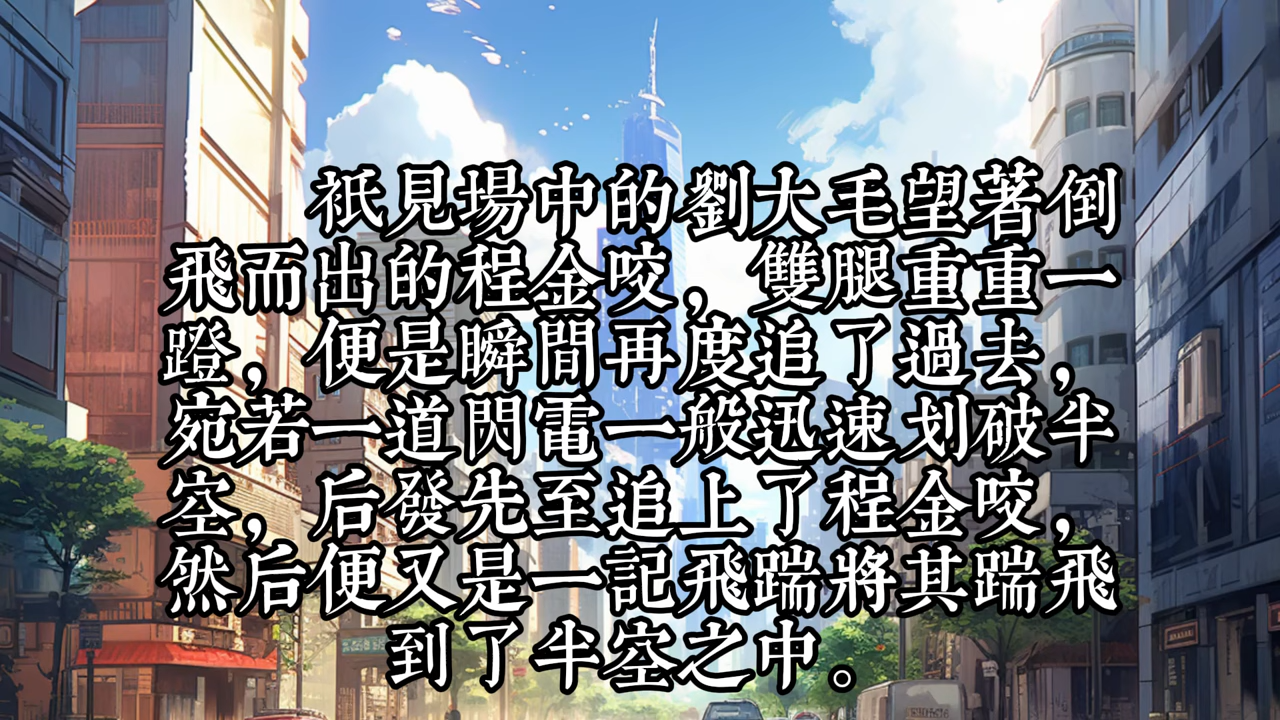 祇見場中的劉大毛望著倒
飛而出的程金咬，雙腿重重一
蹬，便是瞬間再度追了過去，
宛若一道閃電一般迅速划破半
空，后發先至追上了程金咬，
然后便又是一記飛踹將其踹飛
到了半空之中。